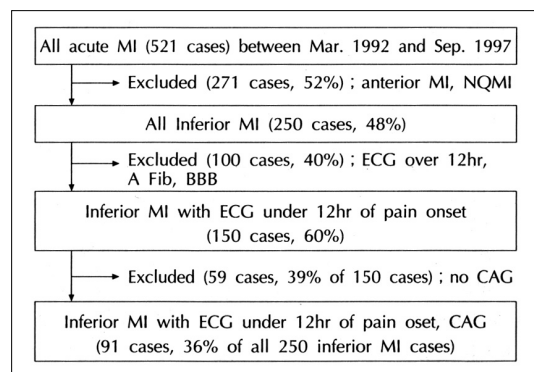 All acute MI (521 cases) between Mar. 1992 and Sep. 1997
Excluded (271 cases, 52%) ; anterior MI, NQMI
All Inferior MI (250 cases, 48%)
Excluded (100 cases, 40%) ; ECG over 12hr,
A Fib, BBB
Inferior MI with ECG under 12hr of pain onset
(150 cases, 60%)
Excluded (59 cases, 39% of 150 cases) ; no CAG
Inferior MI with ECG under 12hr of pain oset, CAG
(91 cases, 36% of all 250 inferior MI cases)